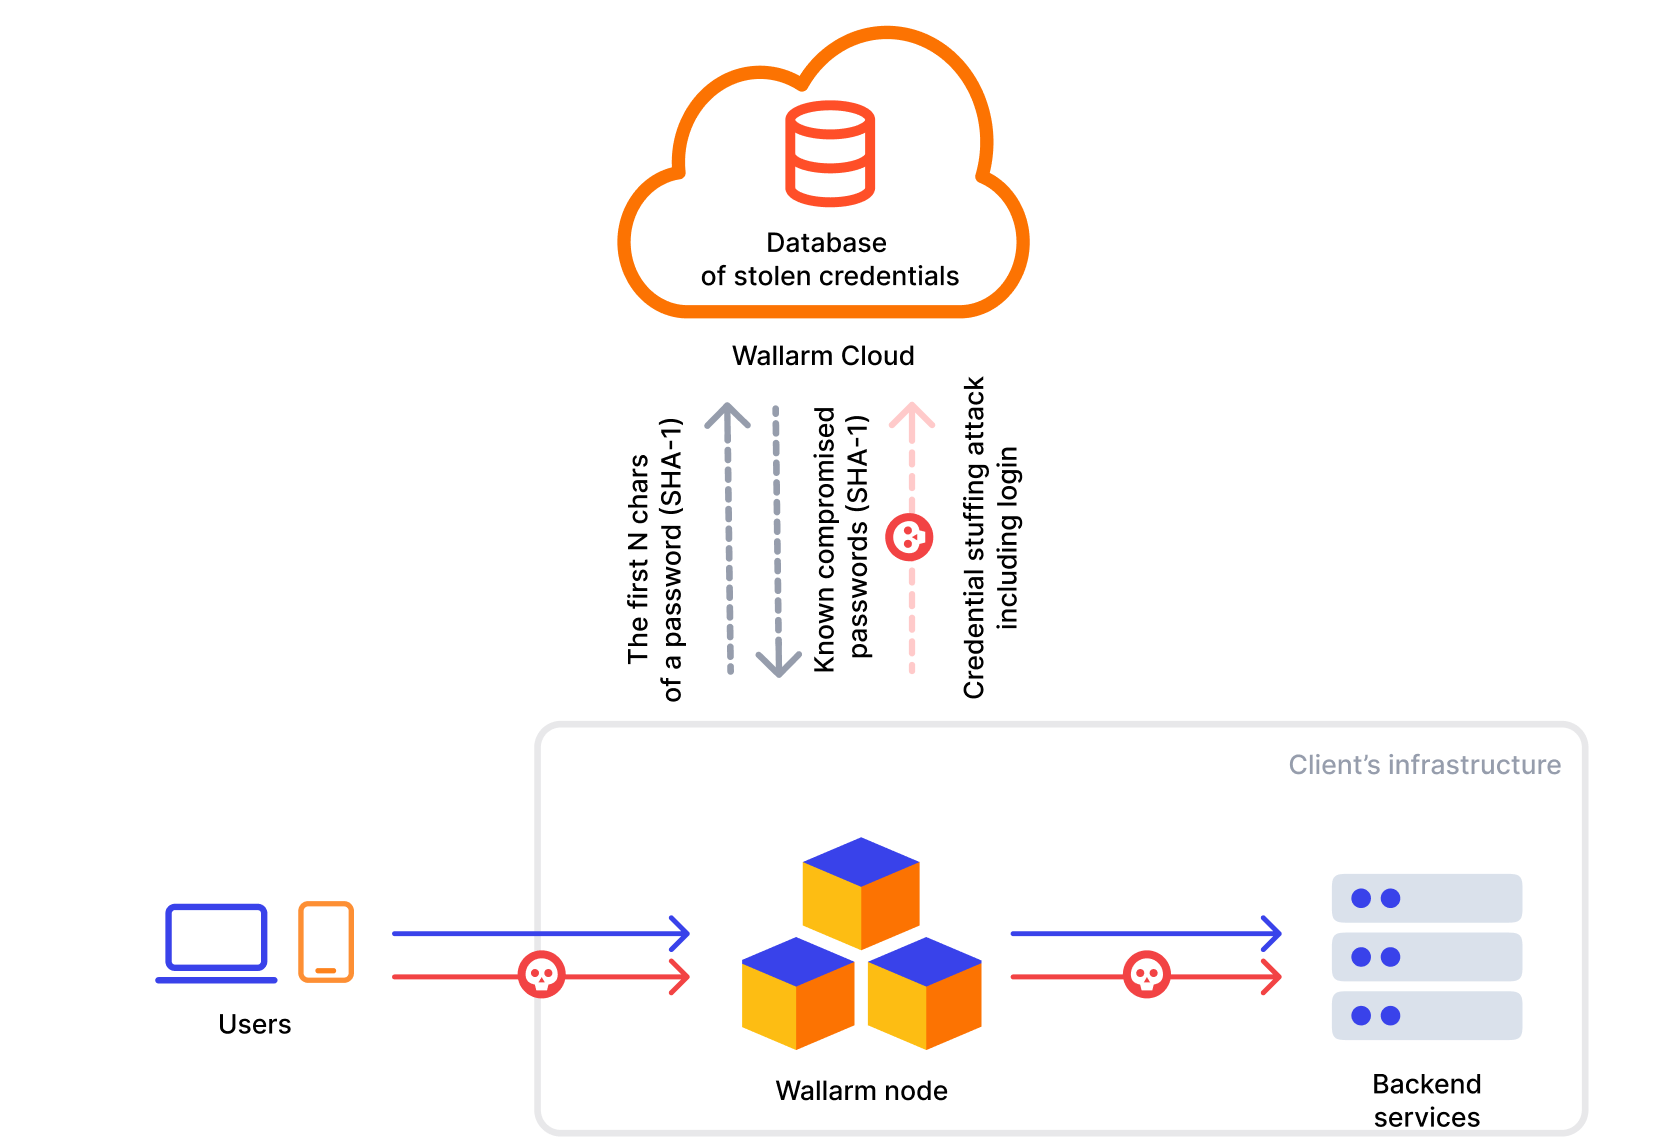 Database
of stolen credentials
Wallarm Cloud
The first N chars
of a password (SHA-1)
Known compromised
passwords (SHA-1)
Credential stuffing attack
including login
Client’s infrastructure
Users
Wallarm node
Backend
services